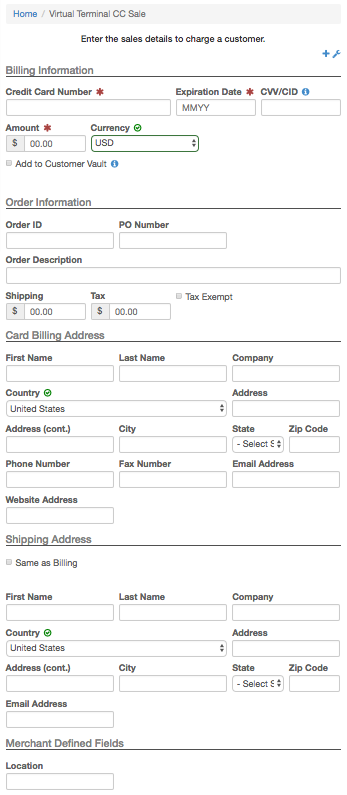 Home / Virtual Terminal CC Sale
Enter the sales details to charge a customer.
Billing Information
Credit Card Number * Expiration Date * CVV/CID
MMYY
Amount * Currency
$ 00.00 USD
Add to Customer Vault
Order Information
Order ID PO Number
Order Description
Shipping Tax Tax Exempt
$ 00.00 $ 00.00
Card Billing Address
First Name Last Name Company
Country Address
United States
Address (cont.) City State Zip Code
- Select S
Phone Number Fax Number Email Address
Website Address
Shipping Address
Same as Billing
First Name Last Name Company
Country Address
United States
Address (cont.) City State Zip Code
- Select S
Email Address
Merchant Defined Fields
Location